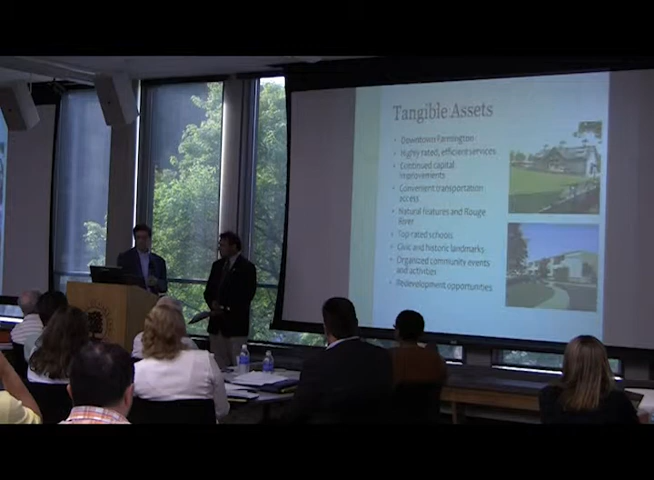 Tangible Assets
Downtown Farmington
Highly rated, efficient services
Continued capital
improvements
Convenient transportation
access
Natural features and Rouge
River
Top-rated schools
Civic and historic landmarks
Organized community events
and activities
Redevelopment opportunities